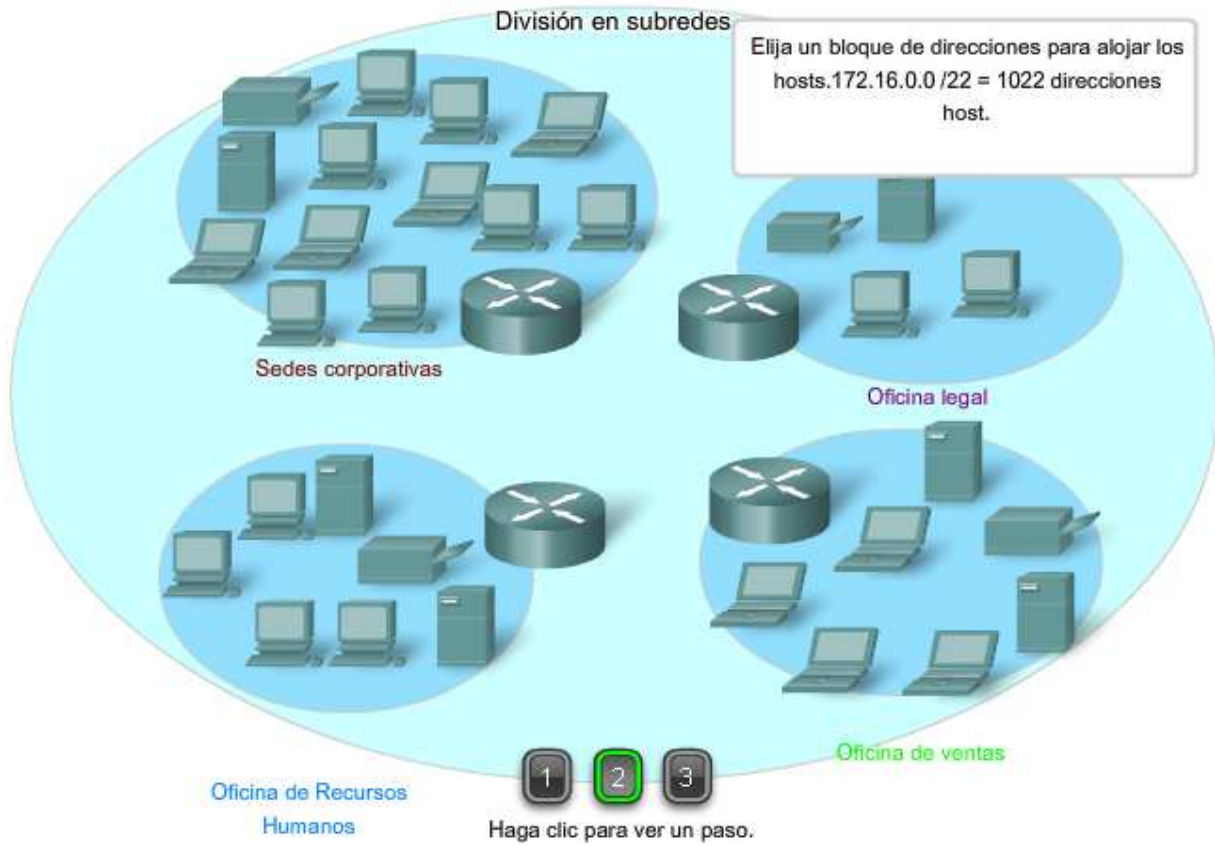 División en subredes
Elija un bloque de direcciones para alojar los
hosts.172.16.0.0 /22 = 1022 direcciones
host.
Sedes corporativas
Oficina legal
Oficina de ventas
Oficina de Recursos
Humanos
1 2 3
Haga clic para ver un paso.